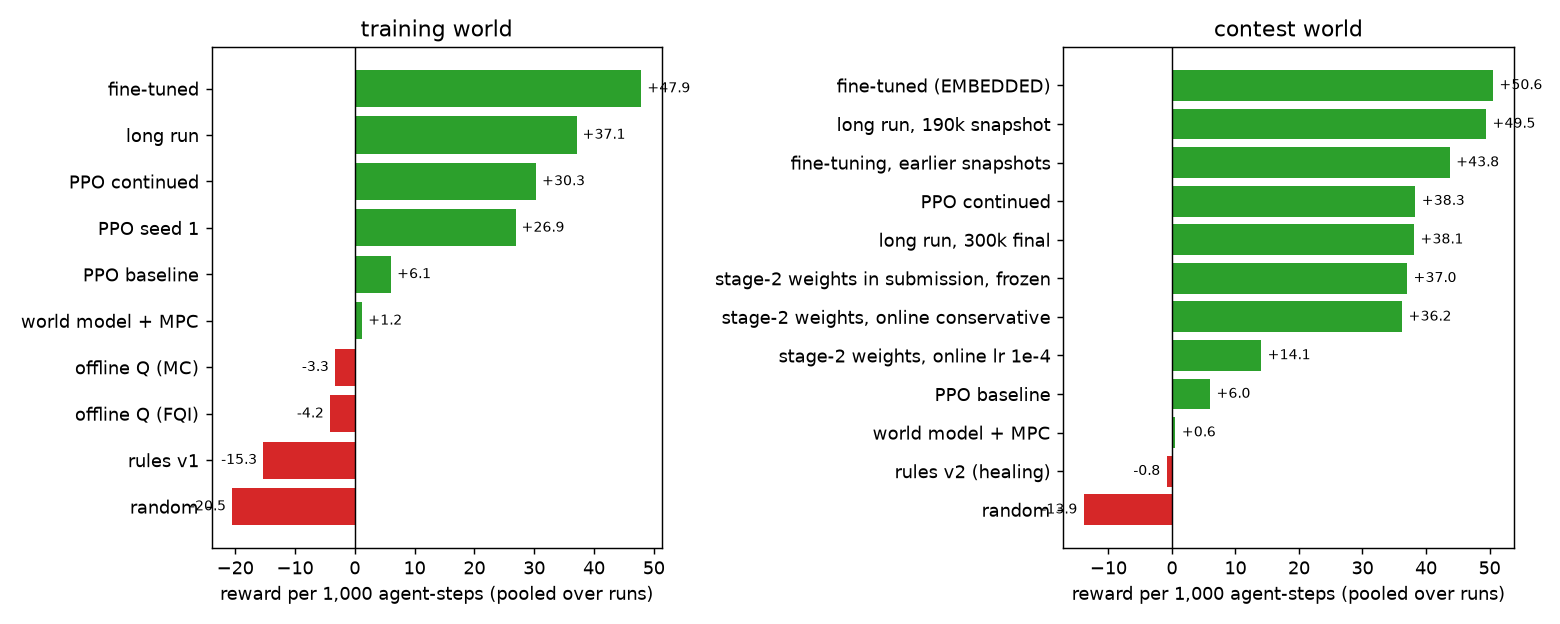 training world
fine-tuned +47.9
long run +37.1
PPO continued +30.3
PPO seed 1 +26.9
PPO baseline +6.1
world model + MPC +1.2
offline Q (MC) -3.3
offline Q (FQI) -4.2
rules v1 -15.3
random -20.5
−20 −10 0 10 20 30 40 50
reward per 1,000 agent-steps (pooled over runs)
contest world
fine-tuned (EMBEDDED) +50.6
long run, 190k snapshot +49.5
fine-tuning, earlier snapshots +43.8
PPO continued +38.3
long run, 300k final +38.1
stage-2 weights in submission, frozen +37.0
stage-2 weights, online conservative +36.2
stage-2 weights, online lr 1e-4 +14.1
PPO baseline +6.0
world model + MPC +0.6
rules v2 (healing) -0.8
random -13.9
−10 0 10 20 30 40 50
reward per 1,000 agent-steps (pooled over runs)